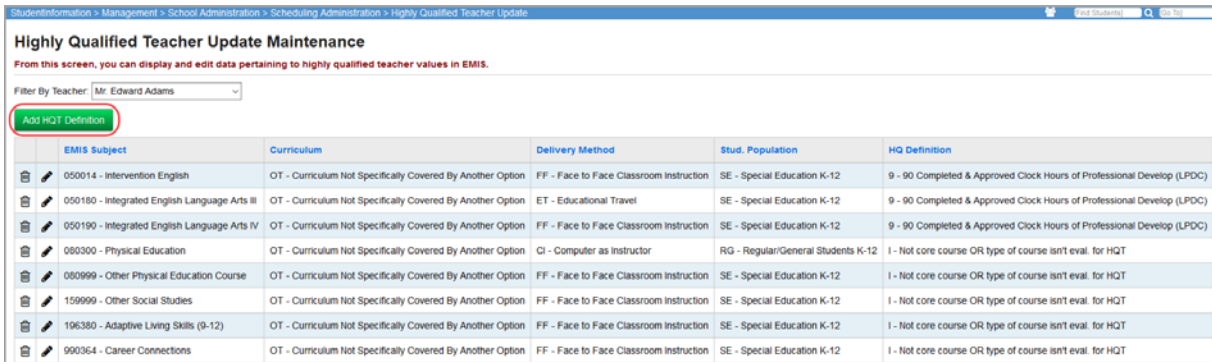 StudentInformation > Management > School Administration > Scheduling Administration > Highly Qualified Teacher Update [Find Students] [Go To]
Highly Qualified Teacher Update Maintenance
From this screen, you can display and edit data pertaining to highly qualified teacher values in EMIS.
Filter By Teacher: Mr. Edward Adams
Add HQT Definition
EMIS Subject Curriculum Delivery Method Stud. Population HQ Definition
050014 - Intervention English OT - Curriculum Not Specifically Covered By Another Option FF - Face to Face Classroom Instruction SE - Special Education K-12 9 - 90 Completed & Approved Clock Hours of Professional Develop (LPDC)
050180 - Integrated English Language Arts III OT - Curriculum Not Specifically Covered By Another Option ET - Educational Travel SE - Special Education K-12 9 - 90 Completed & Approved Clock Hours of Professional Develop (LPDC)
050190 - Integrated English Language Arts IV OT - Curriculum Not Specifically Covered By Another Option FF - Face to Face Classroom Instruction SE - Special Education K-12 9 - 90 Completed & Approved Clock Hours of Professional Develop (LPDC)
080300 - Physical Education OT - Curriculum Not Specifically Covered By Another Option CI - Computer as Instructor RG - Regular/General Students K-12 I - Not core course OR type of course isn't eval. for HQT
080999 - Other Physical Education Course OT - Curriculum Not Specifically Covered By Another Option FF - Face to Face Classroom Instruction SE - Special Education K-12 I - Not core course OR type of course isn't eval. for HQT
159999 - Other Social Studies OT - Curriculum Not Specifically Covered By Another Option FF - Face to Face Classroom Instruction SE - Special Education K-12 I - Not core course OR type of course isn't eval. for HQT
196380 - Adaptive Living Skills (9-12) OT - Curriculum Not Specifically Covered By Another Option FF - Face to Face Classroom Instruction SE - Special Education K-12 I - Not core course OR type of course isn't eval. for HQT
990364 - Career Connections OT - Curriculum Not Specifically Covered By Another Option FF - Face to Face Classroom Instruction SE - Special Education K-12 I - Not core course OR type of course isn't eval. for HQT